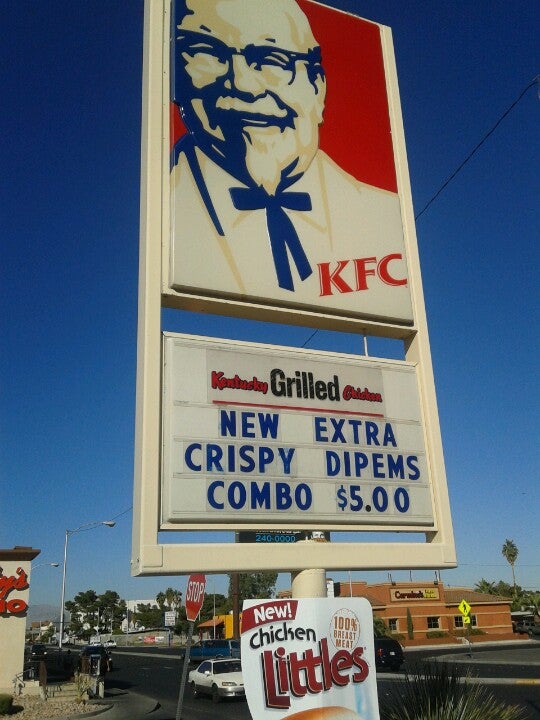 KFC
Kentucky Grilled Chicken
NEW EXTRA
CRISPY DIPEMS
COMBO $5.00
240-0000
STOP
New!
chicken
Littles
100%
BREAST
MEAT